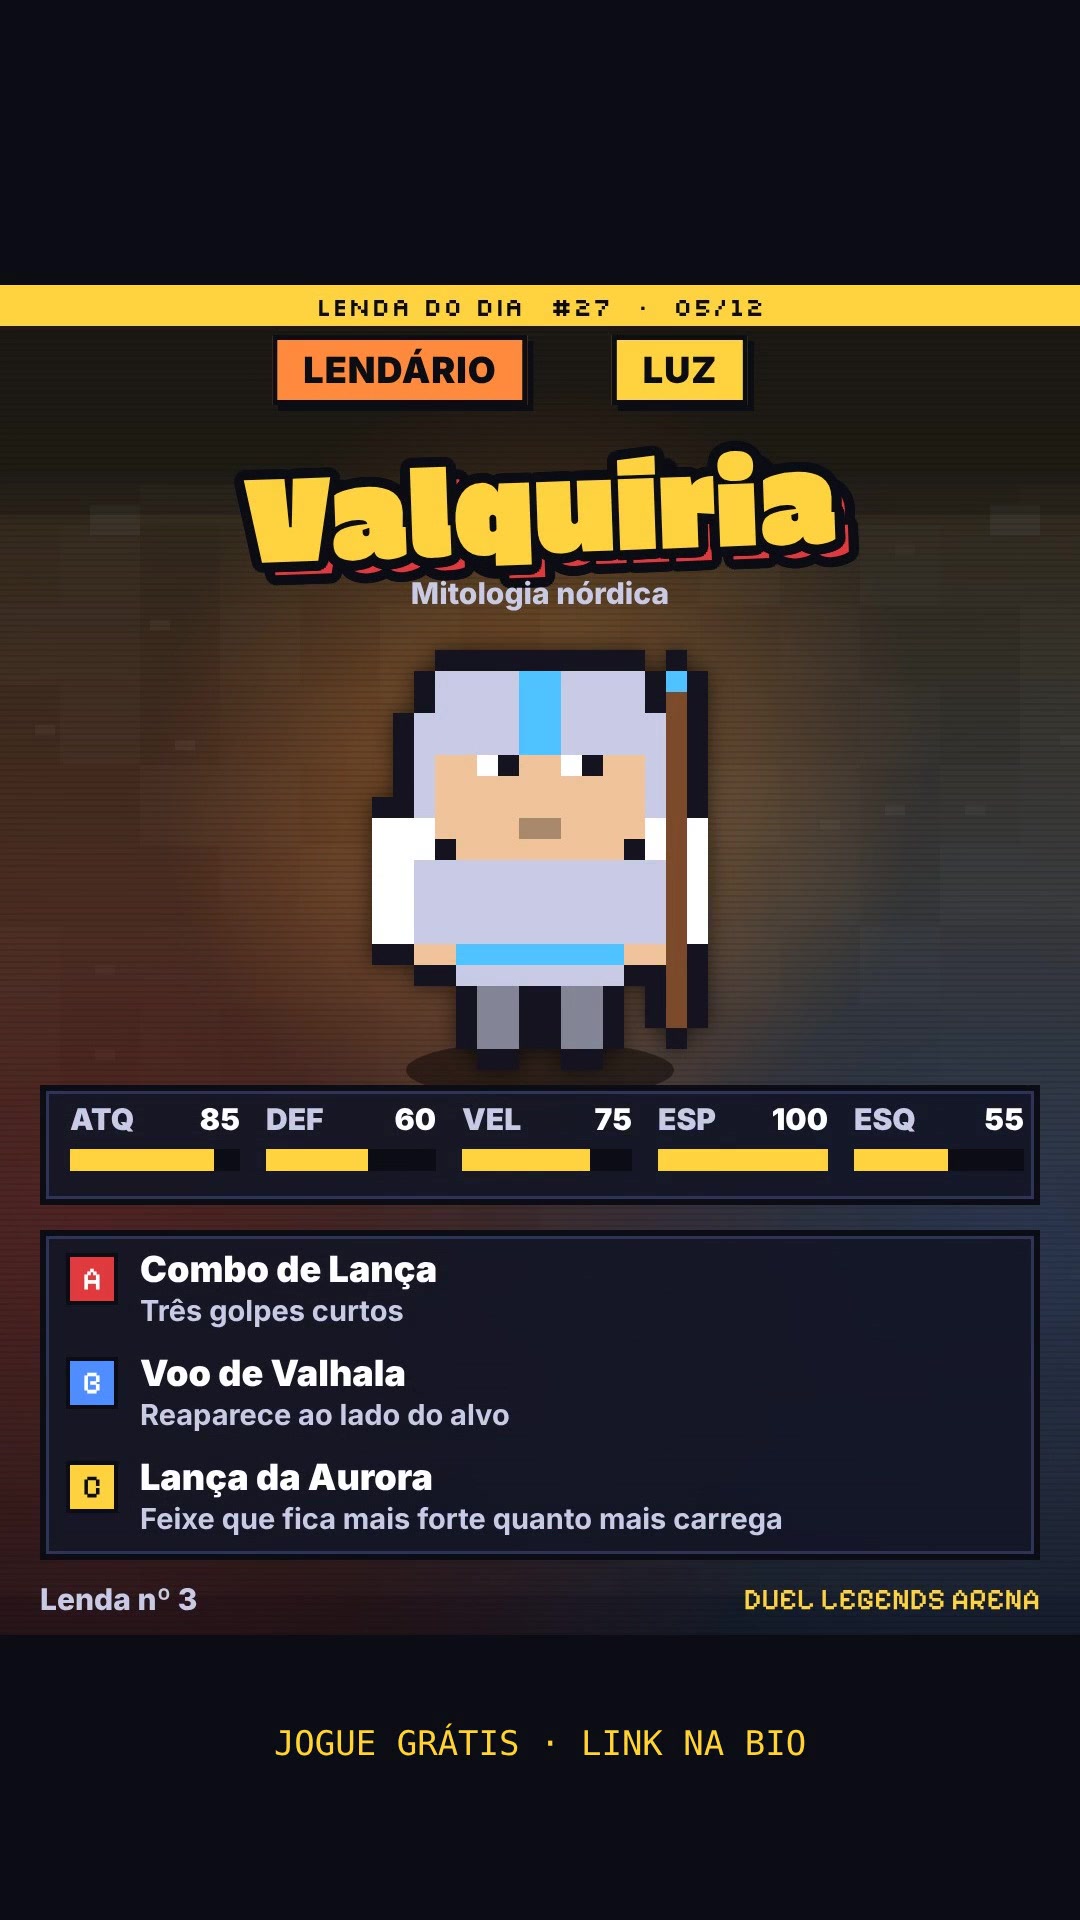 LENDA DO DIA #27 · 05/12
LENDÁRIO LUZ
Valquíria
Mitologia nórdica
ATQ 85 DEF 60 VEL 75 ESP 100 ESQ 55
A Combo de Lança
Três golpes curtos
B Voo de Valhala
Reaparece ao lado do alvo
C Lança da Aurora
Feixe que fica mais forte quanto mais carrega
Lenda nº 3 DUEL LEGENDS ARENA
JOGUE GRÁTIS · LINK NA BIO